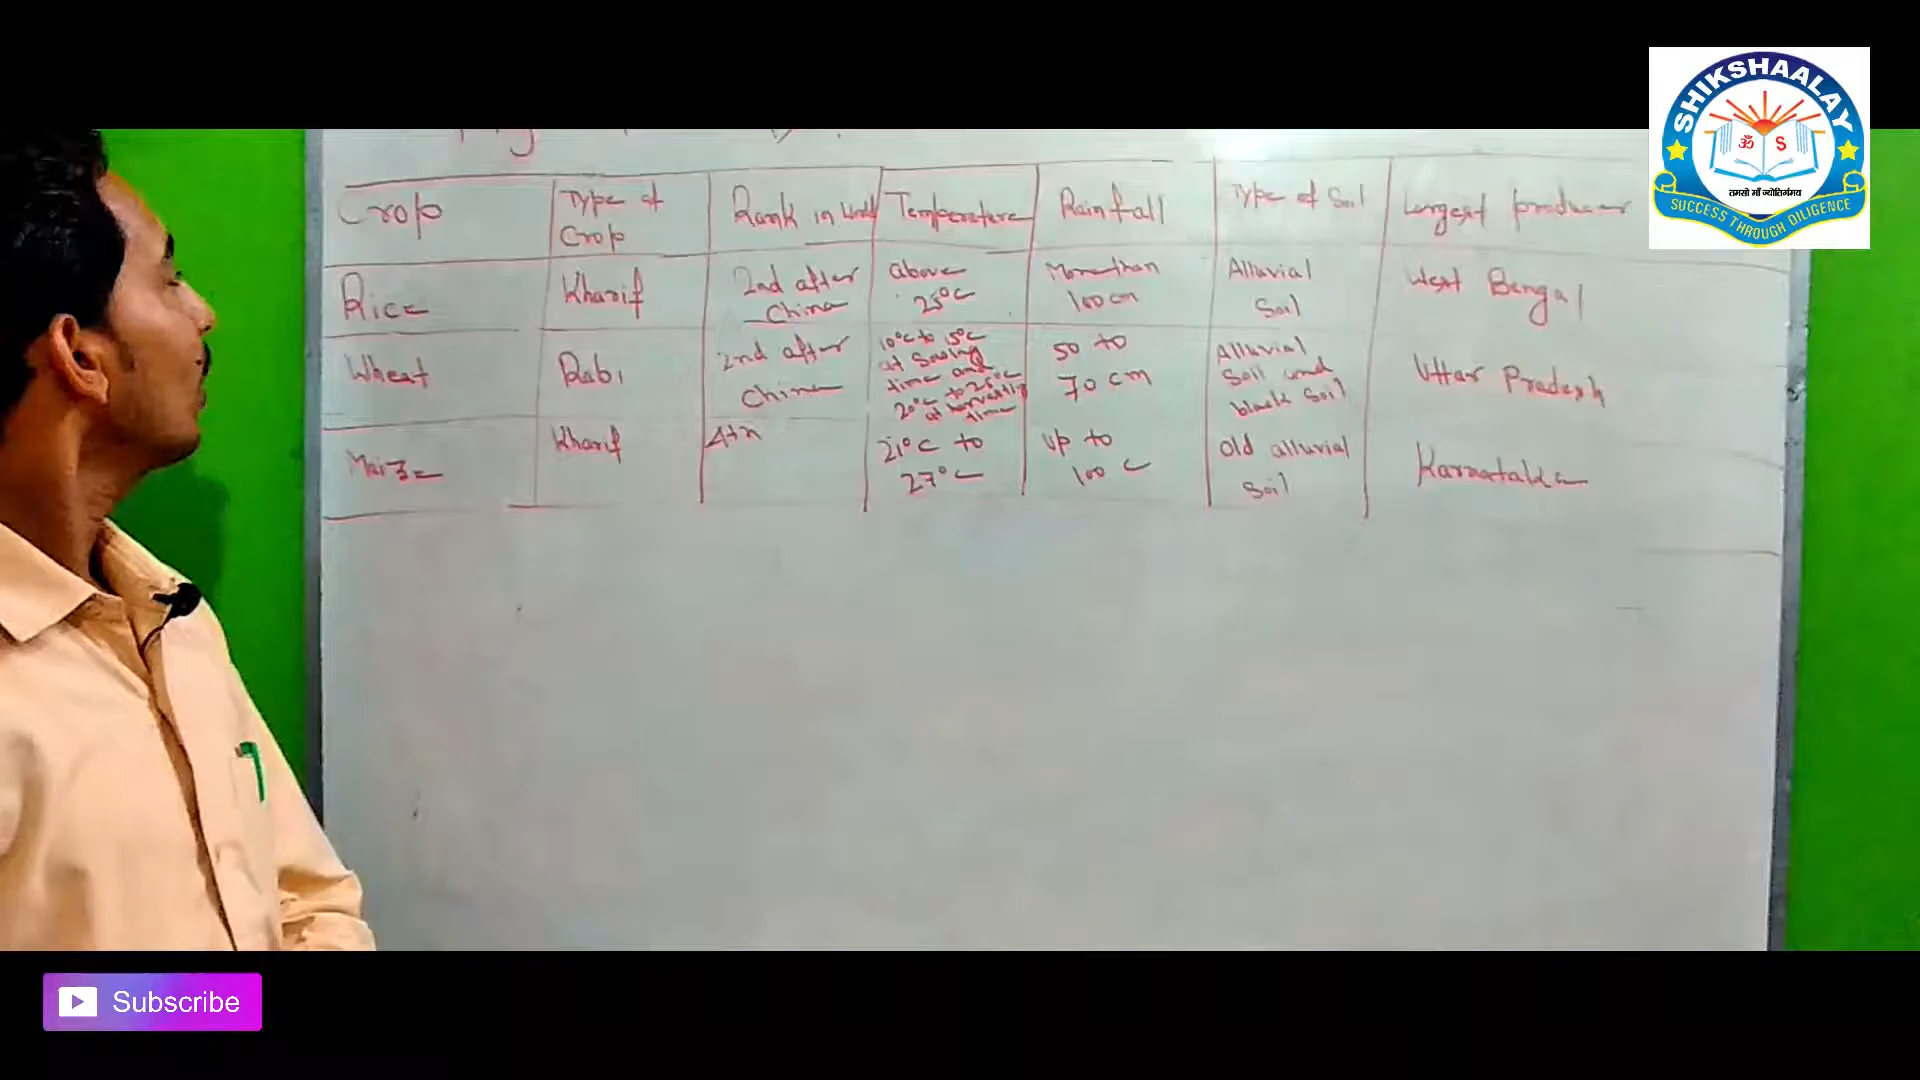 SHIKSHAALAY
ॐ S
तमसो माँ ज्योतिर्गमय
SUCCESS THROUGH DILIGENCE
Crop
Type of
Crop
Rank in World
Temperature
Rainfall
Type of Soil
Largest producer
Rice
Kharif
2nd after
China
above
25°C
More than
100 cm
Alluvial
Soil
West Bengal
Wheat
Rabi
2nd after
China
10°C to 15°C
at Sowing
time and
20°C to 25°C
at harvesting
time
50 to
70 cm
Alluvial
Soil and
black Soil
Uttar Pradesh
Maize
Kharif
4th
21°C to
27°C
up to
100 C
Old alluvial
Soil
Karnataka
Subscribe